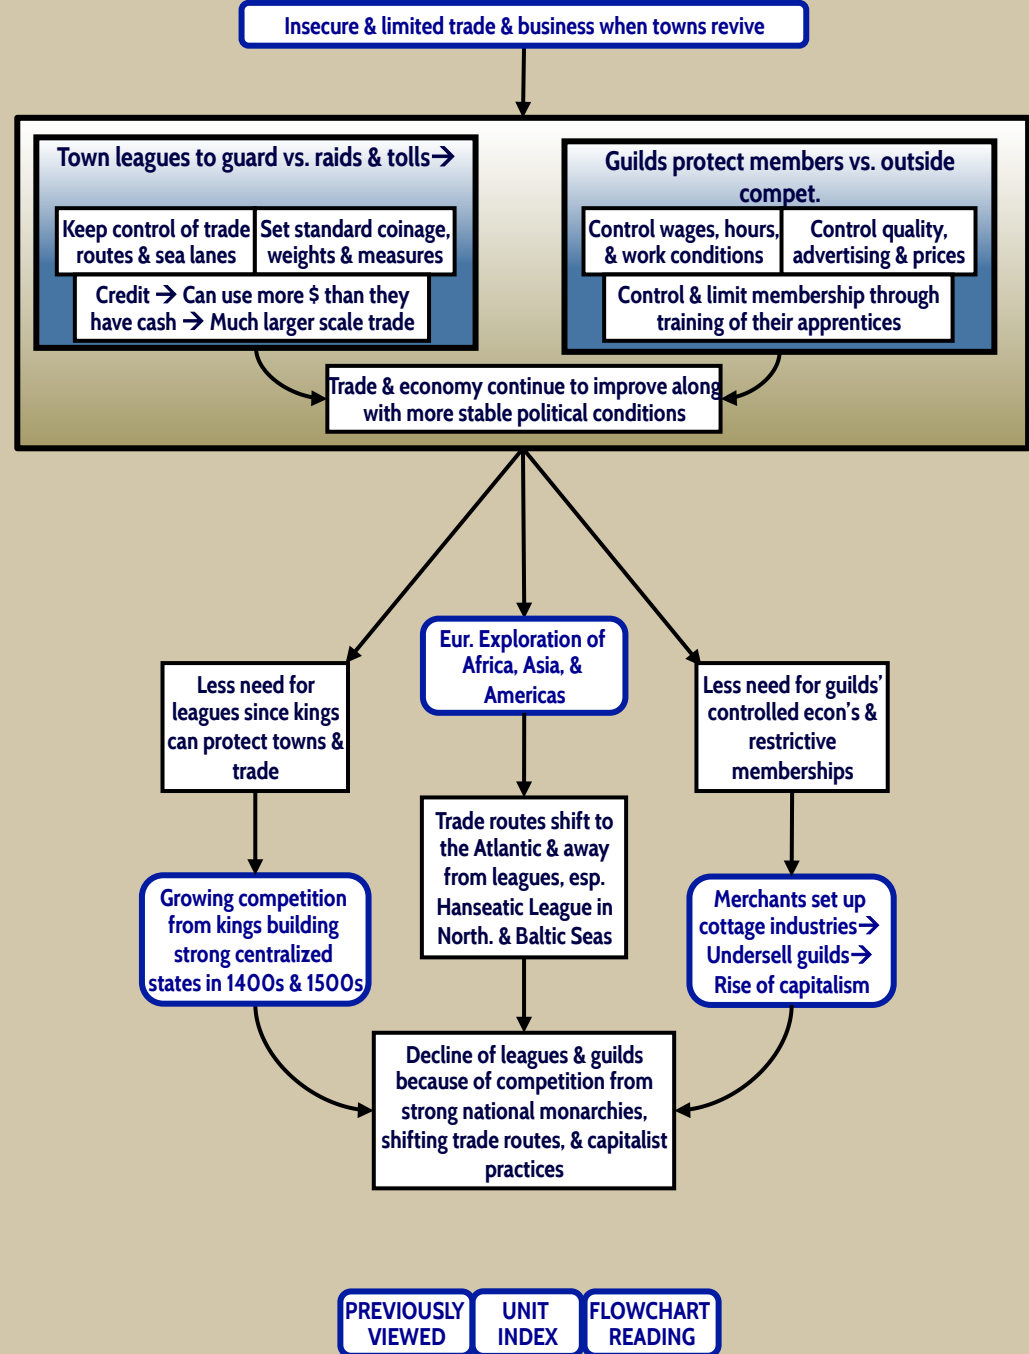 Insecure & limited trade & business when towns revive
Town leagues to guard vs. raids & tolls→
Keep control of trade
routes & sea lanes
Set standard coinage,
weights & measures
Credit → Can use more $ than they
have cash → Much larger scale trade
Guilds protect members vs. outside
compet.
Control wages, hours,
& work conditions
Control quality,
advertising & prices
Control & limit membership through
training of their apprentices
Trade & economy continue to improve along
with more stable political conditions
Less need for
leagues since kings
can protect towns &
trade
Eur. Exploration of
Africa, Asia, &
Americas
Less need for guilds’
controlled econ’s &
restrictive
memberships
Growing competition
from kings building
strong centralized
states in 1400s & 1500s
Trade routes shift to
the Atlantic & away
from leagues, esp.
Hanseatic League in
North. & Baltic Seas
Merchants set up
cottage industries→
Undersell guilds→
Rise of capitalism
Decline of leagues & guilds
because of competition from
strong national monarchies,
shifting trade routes, & capitalist
practices
PREVIOUSLY
VIEWED
UNIT
INDEX
FLOWCHART
READING